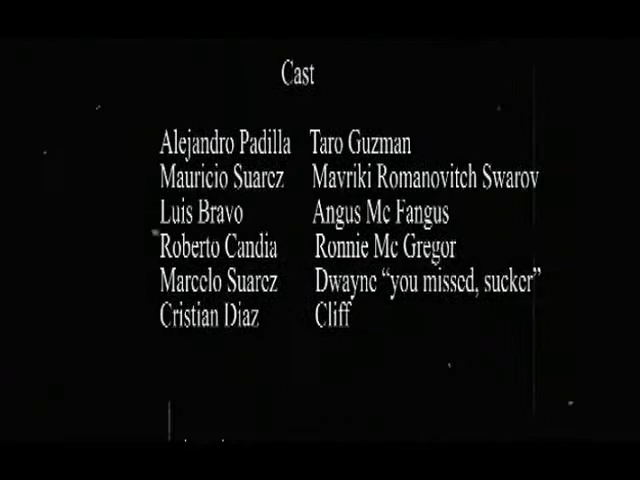 Cast
Alejandro Padilla Taro Guzman
Mauricio Suarez Mavriki Romanovitch Swarov
Luis Bravo Angus Mc Fangus
Roberto Candia Ronnie Mc Gregor
Marcelo Suarez Dwayne “you missed, sucker”
Cristian Diaz Cliff